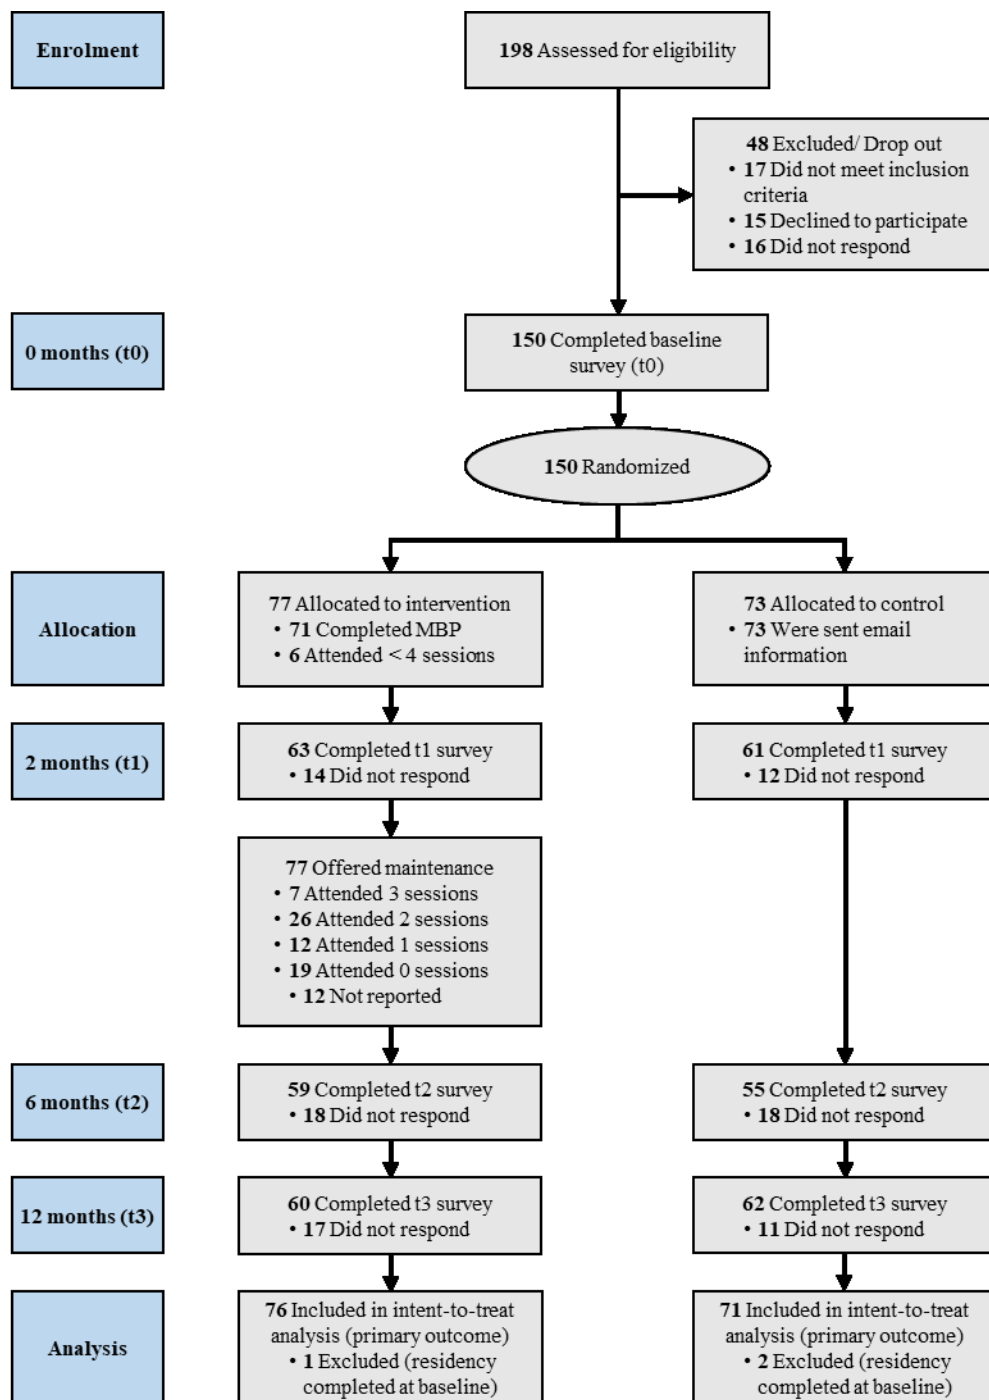 Enrolment
198 Assessed for eligibility
48 Excluded/ Drop out
• 17 Did not meet inclusion
criteria
• 15 Declined to participate
• 16 Did not respond
0 months (t0)
150 Completed baseline
survey (t0)
150 Randomized
Allocation
77 Allocated to intervention
• 71 Completed MBP
• 6 Attended < 4 sessions
73 Allocated to control
• 73 Were sent email
information
2 months (t1)
63 Completed t1 survey
• 14 Did not respond
61 Completed t1 survey
• 12 Did not respond
77 Offered maintenance
• 7 Attended 3 sessions
• 26 Attended 2 sessions
• 12 Attended 1 sessions
• 19 Attended 0 sessions
• 12 Not reported
6 months (t2)
59 Completed t2 survey
• 18 Did not respond
55 Completed t2 survey
• 18 Did not respond
12 months (t3)
60 Completed t3 survey
• 17 Did not respond
62 Completed t3 survey
• 11 Did not respond
Analysis
76 Included in intent-to-treat
analysis (primary outcome)
• 1 Excluded (residency
completed at baseline)
71 Included in intent-to-treat
analysis (primary outcome)
• 2 Excluded (residency
completed at baseline)